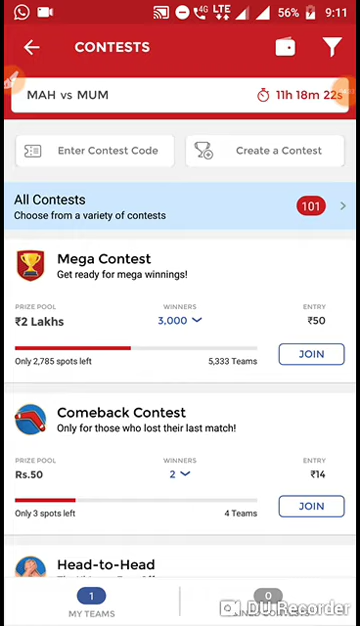 4G LTE 56% 9:11
CONTESTS
MAH vs MUM 11h 18m 22s
Enter Contest Code Create a Contest
All Contests 101
Choose from a variety of contests
Mega Contest
Get ready for mega winnings!
PRIZE POOL WINNERS ENTRY
₹2 Lakhs 3,000 ₹50
Only 2,785 spots left 5,333 Teams JOIN
Comeback Contest
Only for those who lost their last match!
PRIZE POOL WINNERS ENTRY
Rs.50 2 ₹14
Only 3 spots left 4 Teams JOIN
Head-to-Head
1 0
MY TEAMS DU Recorder